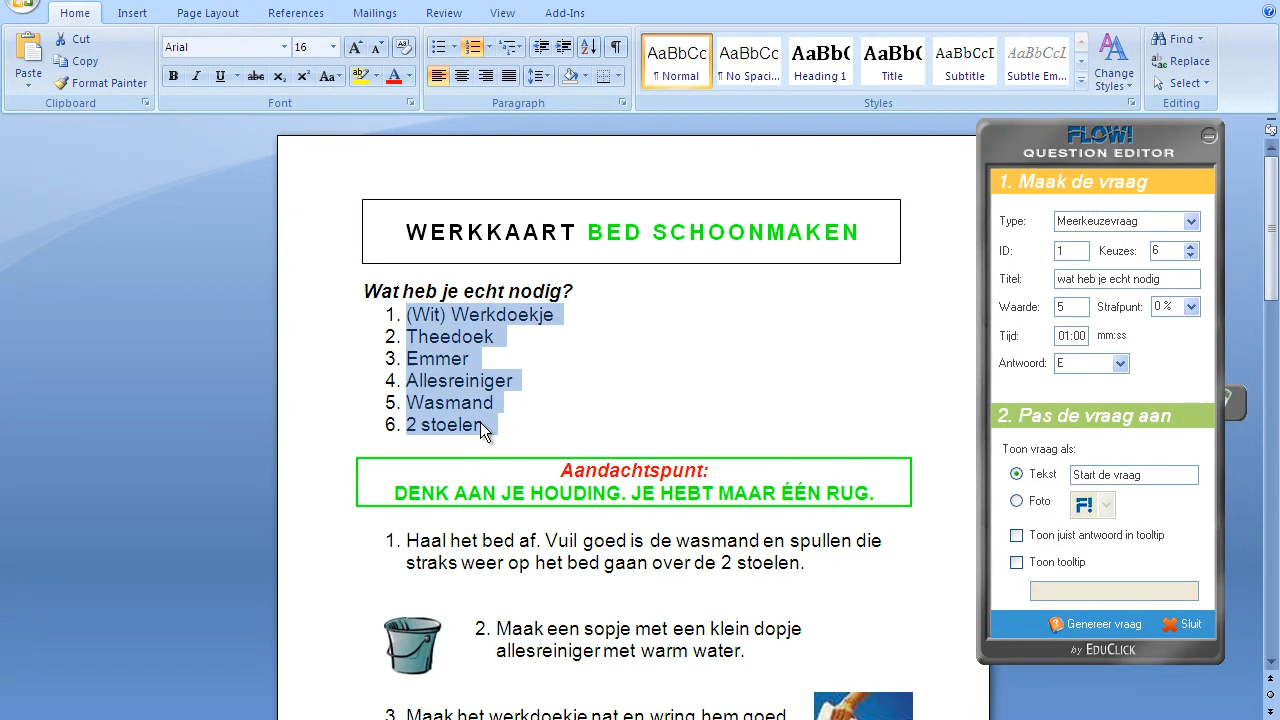 Home Insert Page Layout References Mailings Review View Add-Ins
Paste
Cut
Copy
Format Painter
Clipboard
Arial 16
B I U abc x₂ x² Aa
Font
Paragraph
AaBbCc AaBbCc AaBbC AaBbC AaBbCcI AaBbCcI
¶ Normal ¶ No Spaci... Heading 1 Title Subtitle Subtle Em...
Styles
Change
Styles
Find
Replace
Select
Editing
WERKKAART BED SCHOONMAKEN
Wat heb je echt nodig?
1. (Wit) Werkdoekje
2. Theedoek
3. Emmer
4. Allesreiniger
5. Wasmand
6. 2 stoelen
Aandachtspunt:
DENK AAN JE HOUDING. JE HEBT MAAR ÉÉN RUG.
1. Haal het bed af. Vuil goed is de wasmand en spullen die
straks weer op het bed gaan over de 2 stoelen.
2. Maak een sopje met een klein dopje
allesreiniger met warm water.
3. Maak het werkdoekje nat en wring hem goed
FLOW!
QUESTION EDITOR
1. Maak de vraag
Type: Meerkeuzevraag
ID: 1 Keuzes: 6
Titel: wat heb je echt nodig
Waarde: 5 Strafpunt: 0 %
Tijd: 01:00 mm:ss
Antwoord: E
2. Pas de vraag aan
Toon vraag als:
Tekst Start de vraag
Foto F!
Toon juist antwoord in tooltip
Toon tooltip
Genereer vraag Sluit
by EDUCLICK